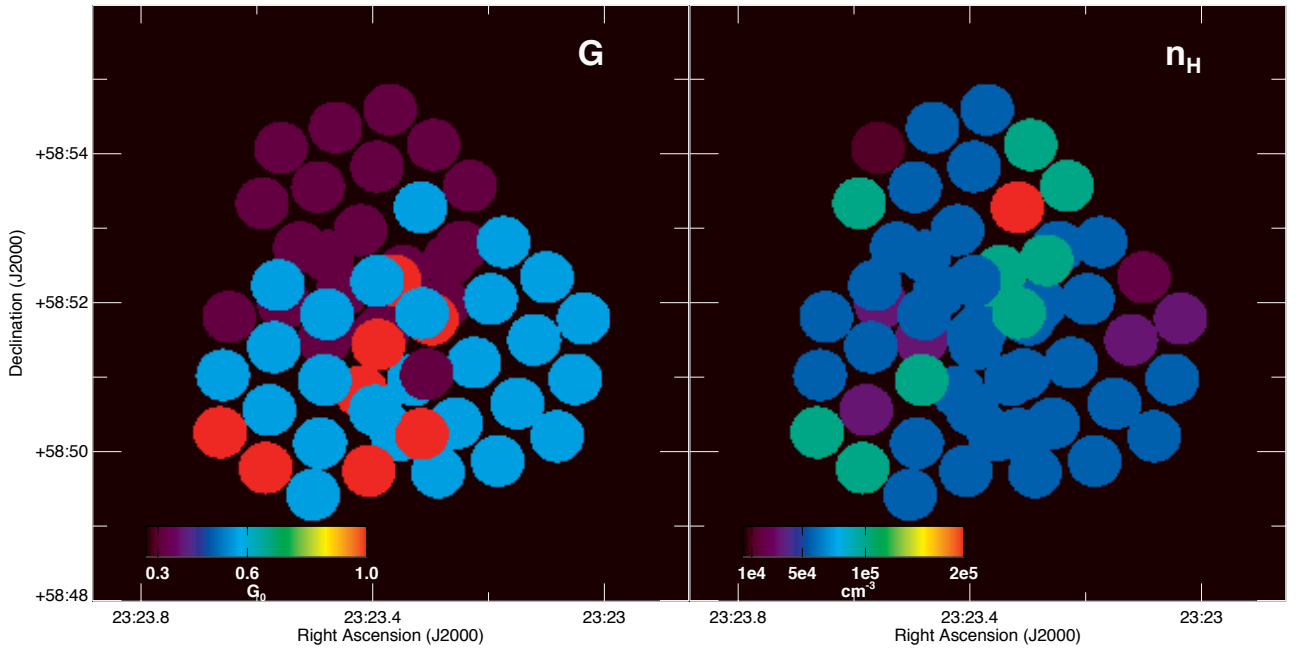 G
n_H
+58:54
+58:52
+58:50
+58:48
Declination (J2000)
0.3 0.6 1.0
G_0
1e4 5e4 1e5 2e5
cm^-3
23:23.8 23:23.4 23:23
Right Ascension (J2000)
23:23.8 23:23.4 23:23
Right Ascension (J2000)